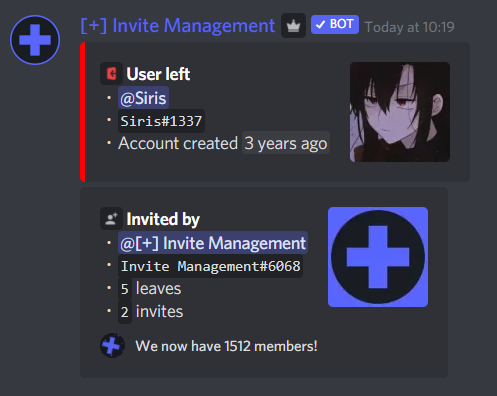 [+] Invite Management ✓ BOT Today at 10:19
User left
• @Siris
• Siris#1337
• Account created 3 years ago
Invited by
• @[+] Invite Management
• Invite Management#6068
• 5 leaves
• 2 invites
We now have 1512 members!